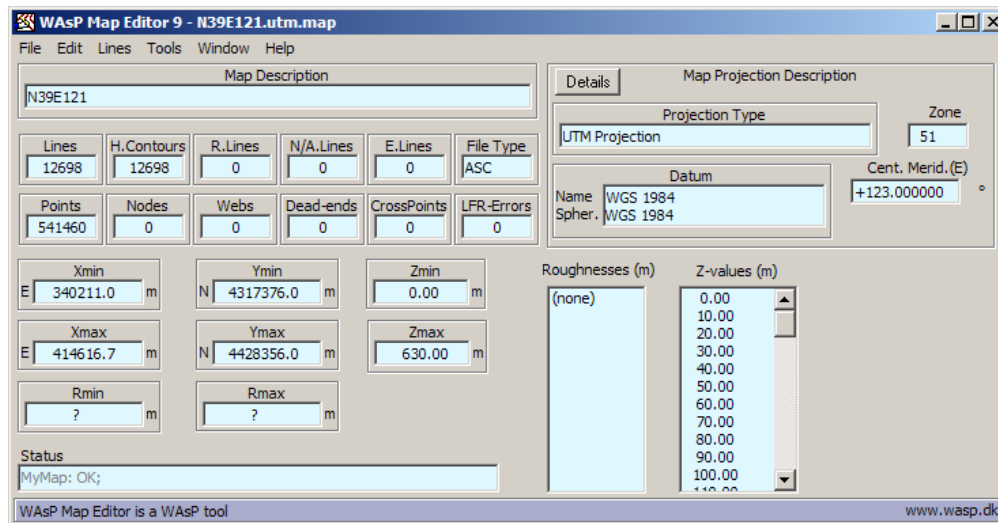 WAsP Map Editor 9 - N39E121.utm.map
File Edit Lines Tools Window Help
Map Description
N39E121
Details
Map Projection Description
Projection Type
UTM Projection
Zone
51
Datum
Name WGS 1984
Spher. WGS 1984
Cent. Merid.(E)
+123.000000 °
Lines H.Contours R.Lines N/A.Lines E.Lines File Type
12698 12698 0 0 0 ASC
Points Nodes Webs Dead-ends CrossPoints LFR-Errors
541460 0 0 0 0 0
Xmin Ymin Zmin
E 340211.0 m N 4317376.0 m 0.00 m
Xmax Ymax Zmax
E 414616.7 m N 4428356.0 m 630.00 m
Rmin Rmax
? m ? m
Roughnesses (m)
(none)
Z-values (m)
0.00
10.00
20.00
30.00
40.00
50.00
60.00
70.00
80.00
90.00
100.00
110.00
Status
MyMap: OK;
WAsP Map Editor is a WAsP tool www.wasp.dk